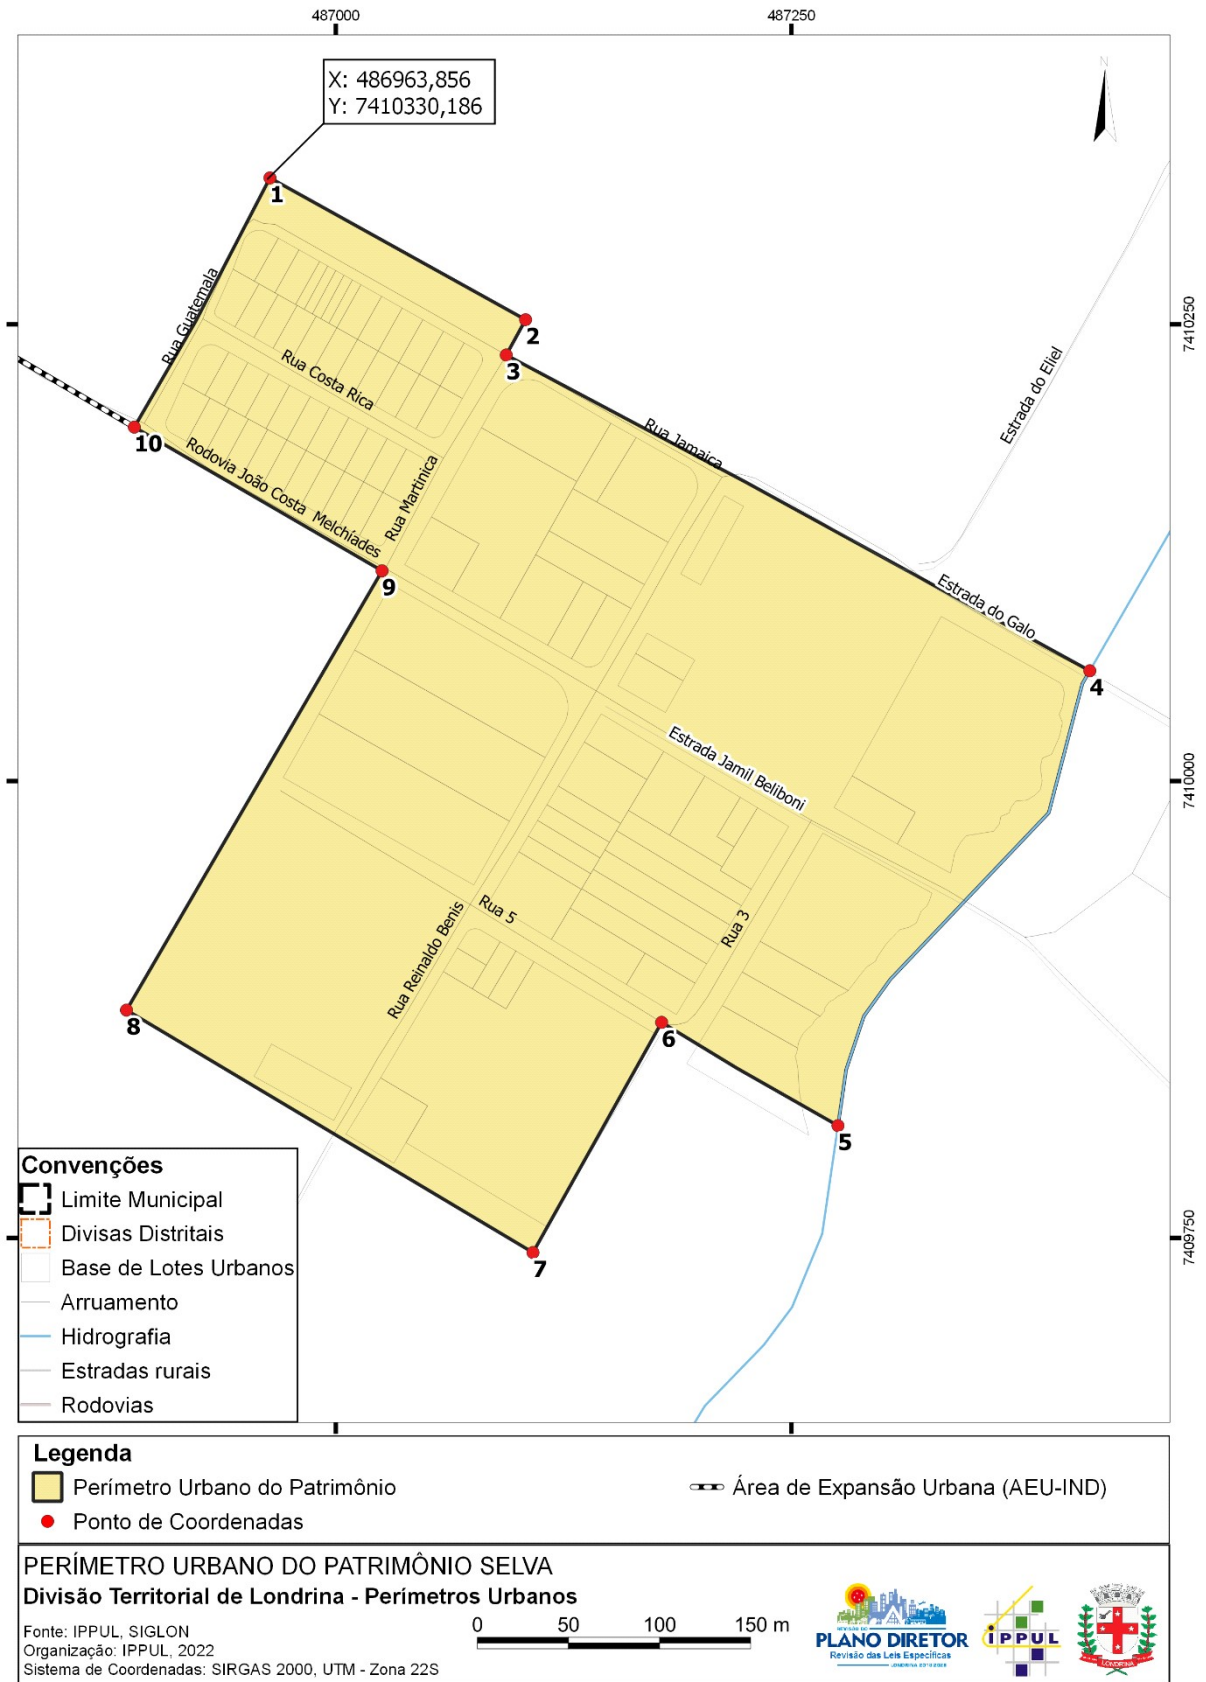 487000
487250
X: 486963,856
Y: 7410330,186
N
1
Rua Guatemala
2
7410250
3
Rua Costa Rica
Estrada do Eliel
10
Rua Jamaica
Rodovia João Costa Melchíades
Rua Martinica
9
Estrada do Galo
4
Estrada Jamil Beliboni
7410000
Rua 5
Rua 3
Rua Reinaldo Benis
8
6
5
7
7409750
Convenções
Limite Municipal
Divisas Distritais
Base de Lotes Urbanos
Arruamento
Hidrografia
Estradas rurais
Rodovias
Legenda
Perímetro Urbano do Patrimônio
Área de Expansão Urbana (AEU-IND)
Ponto de Coordenadas
PERÍMETRO URBANO DO PATRIMÔNIO SELVA
Divisão Territorial de Londrina - Perímetros Urbanos
Fonte: IPPUL, SIGLON
Organização: IPPUL, 2022
Sistema de Coordenadas: SIRGAS 2000, UTM - Zona 22S
0 50 100 150 m
PLANO DIRETOR
Revisão das Leis Específicas
IPPUL
LONDRINA